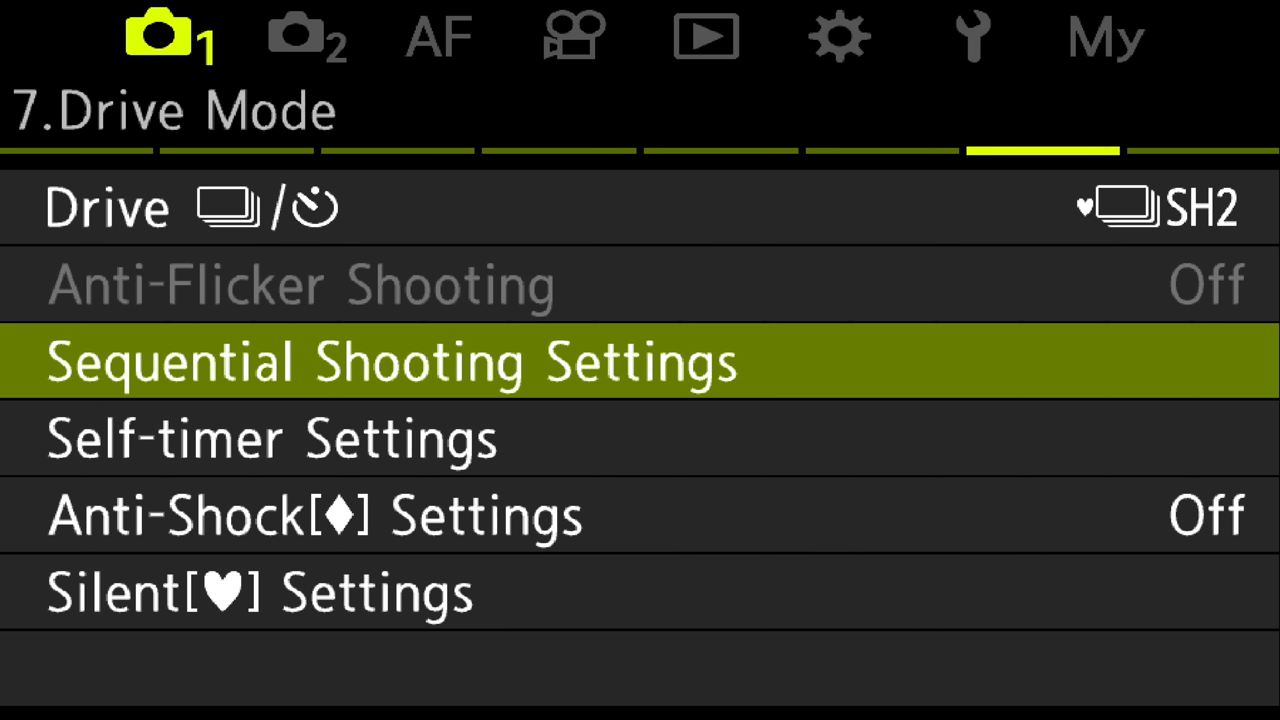 1 2 AF My
7.Drive Mode
Drive / ♥SH2
Anti-Flicker Shooting Off
Sequential Shooting Settings
Self-timer Settings
Anti-Shock[♦] Settings Off
Silent[♥] Settings